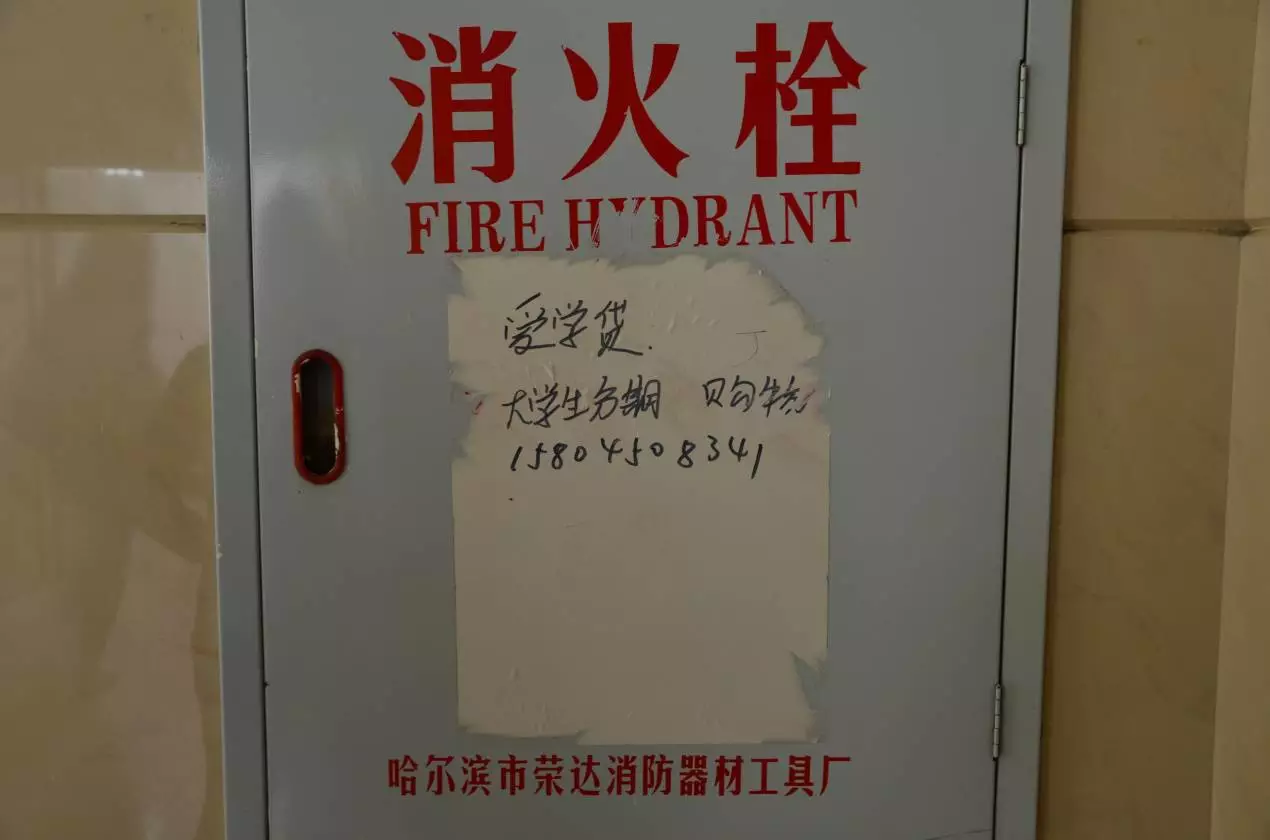 消火栓
FIRE HYDRANT
爱学贷.
大学生分期 购物
15804508341
哈尔滨市荣达消防器材工具厂